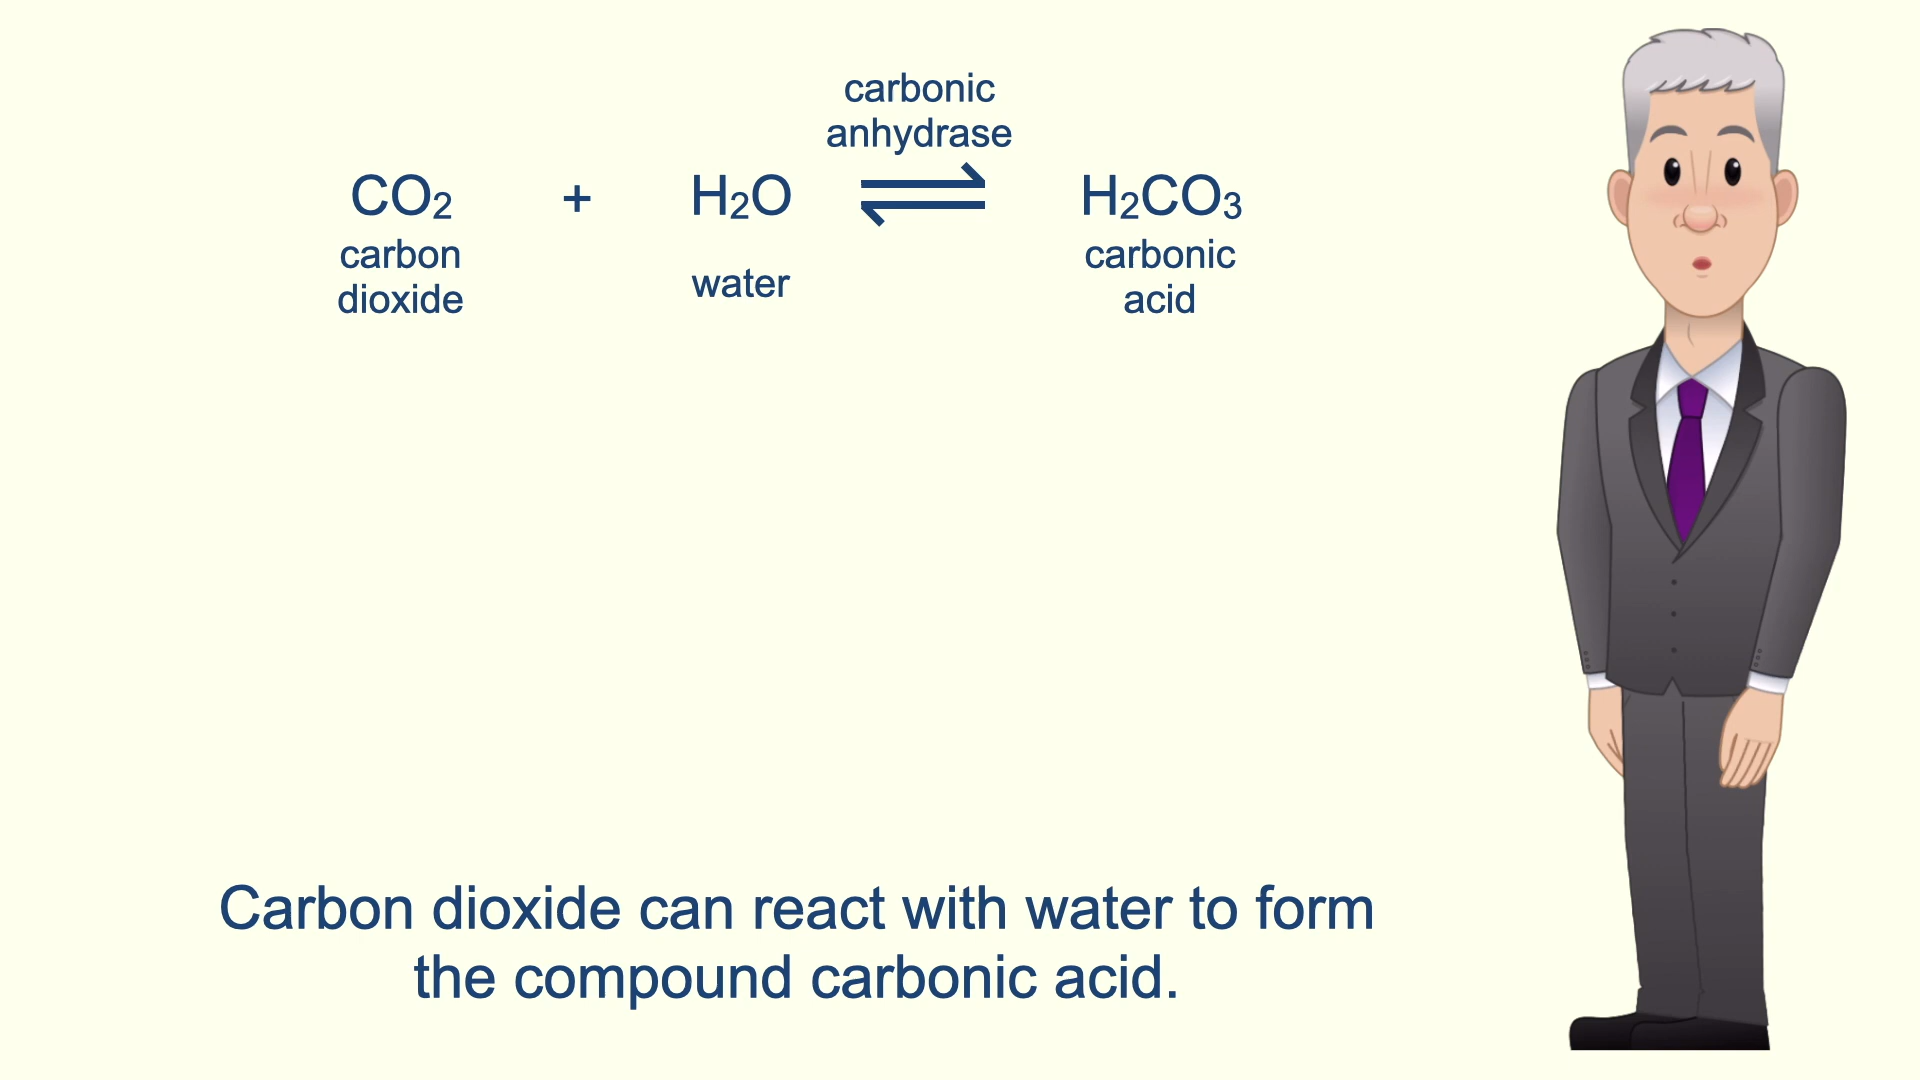 carbonic
anhydrase
CO₂ + H₂O ⇌ H₂CO₃
carbon
dioxide
water
carbonic
acid
Carbon dioxide can react with water to form
the compound carbonic acid.